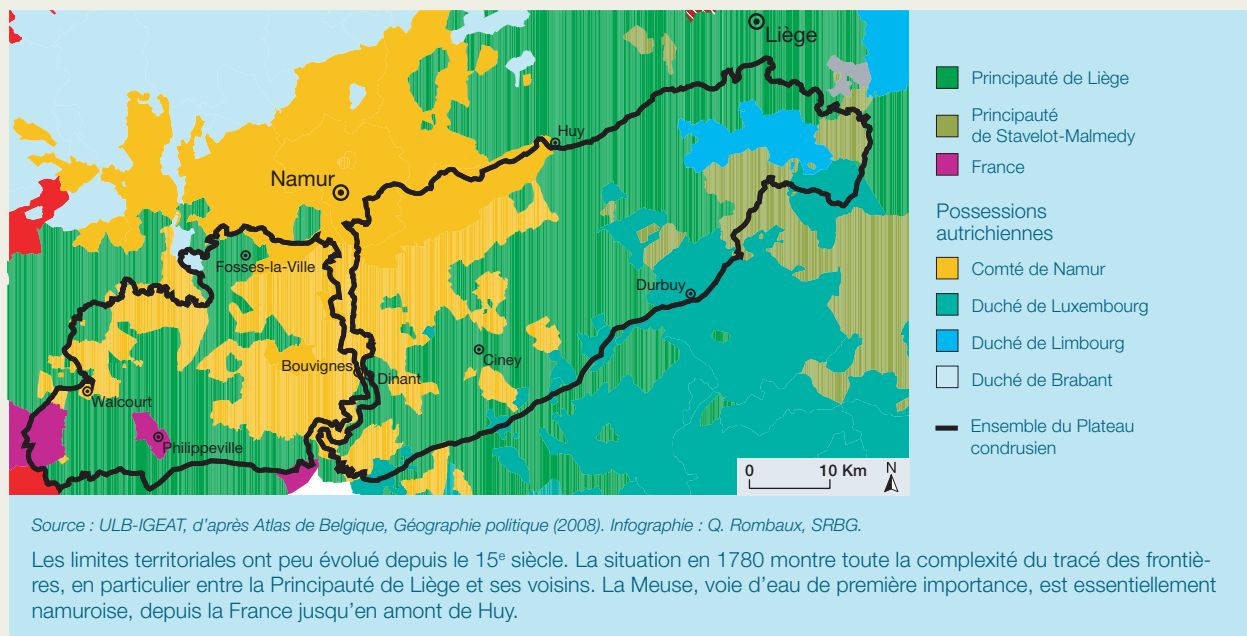 Liège
Huy
Namur
Fosses-la-Ville
Durbuy
Ciney
Bouvignes
Dinant
Walcourt
Philippeville
0 10 Km N
Principauté de Liège
Principauté
de Stavelot-Malmedy
France
Possessions
autrichiennes
Comté de Namur
Duché de Luxembourg
Duché de Limbourg
Duché de Brabant
Ensemble du Plateau
condrusien
Source : ULB-IGEAT, d'après Atlas de Belgique, Géographie politique (2008). Infographie : Q. Rombaux, SRBG.
Les limites territoriales ont peu évolué depuis le 15e siècle. La situation en 1780 montre toute la complexité du tracé des frontiè-
res, en particulier entre la Principauté de Liège et ses voisins. La Meuse, voie d'eau de première importance, est essentiellement
namuroise, depuis la France jusqu'en amont de Huy.